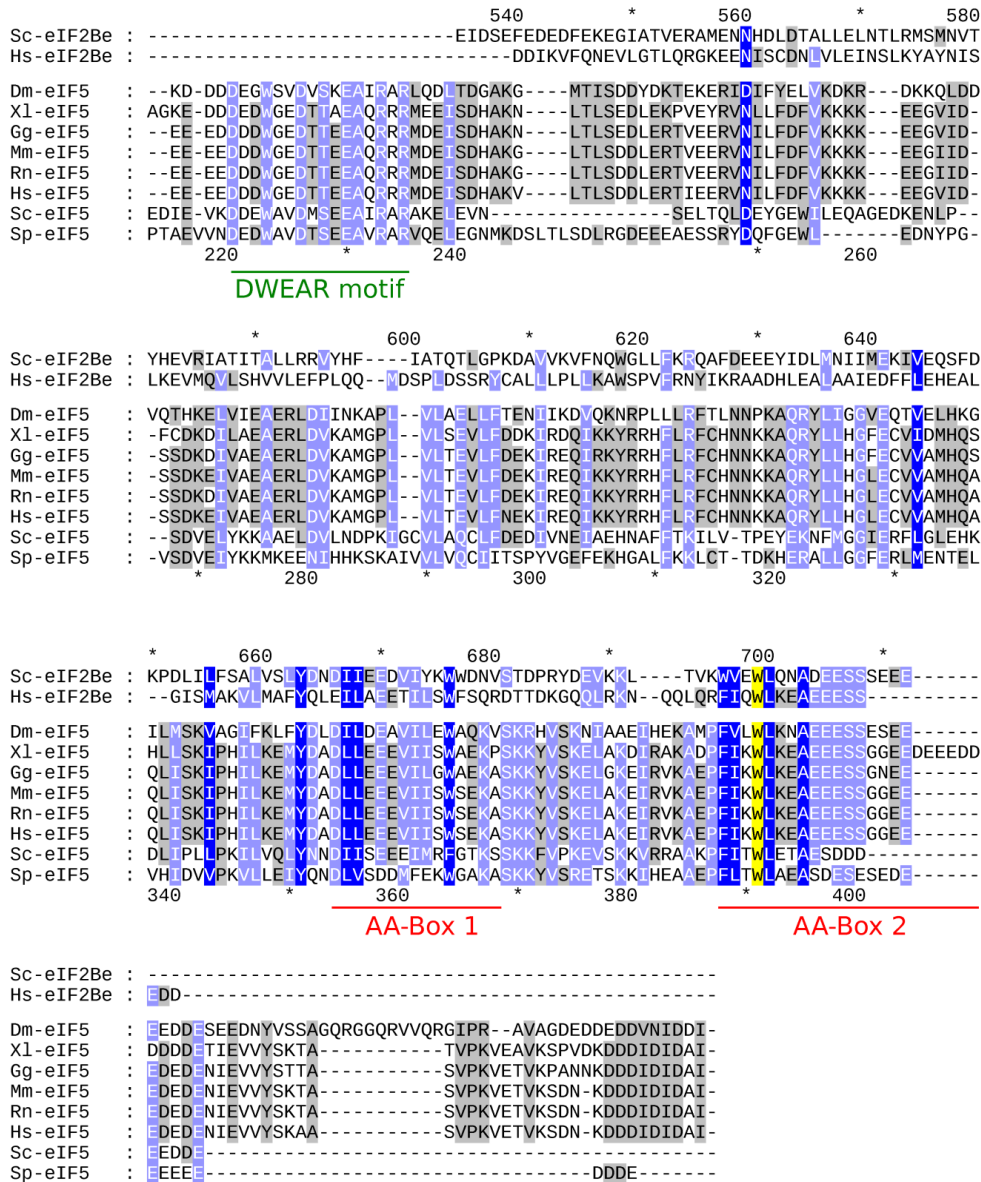 540 * 560 * 580
Sc-eIF2Be : ---------------------------EIDSEFEDEDFEKEGIATVERAMENNHDLDTALLELNTLRMSMNVT
Hs-eIF2Be : --------------------------------DDIKVFQNEVLGTLQRGKEENISCDNLVLEINSLKYAYNIS
Dm-eIF5 : --KD-DDDEGWSVDVSKEAIRARLQDLTDGAKG----MTISDDYDKTEKERIDIFYELVKDKR--DKKQLDD
Xl-eIF5 : AGKE-DDDEDWGEDTTAEAQRRRMEEISDHAKN----LTLSEDLEKPVEYRVNLLFDFVKKKK--EEGVID-
Gg-eIF5 : --EE-EDDDDWGEDTTEEAQRRRMDEISDHAKN----LTLSDDLERTVEERVNILFDFVKKKK--EEGVID-
Mm-eIF5 : --EE-EEDDDWGEDTTEEAQRRRMDEISDHAKG----LTLSDDLERTVEERVNILFDFVKKKK--EEGIID-
Rn-eIF5 : --EE-EEDDDWGEDTTEEAQRRRMDEISDHAKG----LTLSDDLERTVEERVNILFDFVKKKK--EEGIID-
Hs-eIF5 : --EE-EEDDDWGEDTTEEAQRRRMDEISDHAKV----LTLSDDLERTIEERVNILFDFVKKKK--EEGVID-
Sc-eIF5 : EDIE-VKDDEWAVDMSEEAIRARAKELEVN----------------SELTQLDEYGEWILEQAGEDKENLP--
Sp-eIF5 : PTAEVVNDEDWAVDTSEEAVRARVQELEGNMKDSLTLSDLRGDEEEAESSRYDQFGEWL-------EDNYPG-
220 * 240 * 260
DWEAR motif
* 600 * 620 * 640
Sc-eIF2Be : YHEVRIATITALLRRVYHF----IATQTLGPKDAVVKVFNQWGLLFKRQAFDEEEYIDLMNIIMEKIVEQSFD
Hs-eIF2Be : LKEVMQVLSHVVLEFPLQQ--MDSPLDSSRYCALLLPLLKAWSPVFRNYIKRAADHLEALAAIEDFFLEHEAL
Dm-eIF5 : VQTHKELVIEAERLDIINKAPL--VLAELLFTENIIKDVQKNRPLLLRFTLNNPKAQRYLIGGVEQTVELHKG
Xl-eIF5 : -FCDKDILAEAERLDVKAMGPL--VLSEVLFDDKIRDQIKKYRRHFLRFCHNNKKAQRYLLHGFECVIDMHQS
Gg-eIF5 : -SSDKDIVAEAERLDVKAMGPL--VLTEVLFDEKIREQIRKYRRHFLRFCHNNKKAQRYLLHGFECVVAMHQS
Mm-eIF5 : -SSDKEIVAEAERLDVKAMGPL--VLTEVLFDEKIREQIKKYRRHFLRFCHNNKKAQRYLLHGLECVVAMHQA
Rn-eIF5 : -SSDKDIVAEAERLDVKAMGPL--VLTEVLFDEKIREQIKKYRRHFLRFCHNNKKAQRYLLHGLECVVAMHQA
Hs-eIF5 : -SSDKEIVAEAERLDVKAMGPL--VLTEVLFNEKIREQIKKYRRHFLRFCHNNKKAQRYLLHGLECVVAMHQA
Sc-eIF5 : -SSDVELYKKAAELDVLNDPKIGCVLAQCLFDEDIVNEIAEHNAFFTKILV-TPEYEKNFMGGIERFLGLEHK
Sp-eIF5 : -VSDVEIYKKMKEENIHHKSKAIVVLVQCIITSPYVGEFEKHGALFKKLCT-TDKHERALLGGFERLMENTEL
* 280 * 300 * 320 *
* 660 * 680 * 700 *
Sc-eIF2Be : KPDLILFSALVSLYDNDIIEEDVIYKWWDNVSTDPRYDEVKKL---TVKWVEWLQNADEESSSEEE------
Hs-eIF2Be : --GISMAKVLMAFYQLEILAEETILSWFSQRDTTDKGQQLRKN--QQLQRFIQWLKEAEEESS----------
Dm-eIF5 : ILMSKVAGIFKLFYDLDILDEAVILEWAQKVSKRHVSKNIAAEIHEKAMPFVLWLKNAEEESSESEE------
Xl-eIF5 : HLLSKIPHILKEMYDADLLEEEVIISWAEKASKKYVSKELAKDIRAKADPFIKWLKEAEEESSGGEEDEEEDD
Gg-eIF5 : QLISKIPHILKEMYDADLLEEEVILGWAEKASKKYVSKELGKEIRVKAEPFIKWLKEAEEESSGNEE------
Mm-eIF5 : QLISKIPHILKEMYDADLLEEEVIISWSEKASKKYVSKELAKEIRVKAEPFIKWLKEAEEESSGGEE------
Rn-eIF5 : QLISKIPHILKEMYDADLLEEEVIISWSEKASKKYVSKELAKEIRVKAEPFIKWLKEAEEESSGGEE------
Hs-eIF5 : QLISKIPHILKEMYDADLLEEEVIISWSEKASKKYVSKELAKEIRVKAEPFIKWLKEAEEESSGGEE------
Sc-eIF5 : DLIPLLPKILVQLYNNDIISEEEIMRFGTKSSKKFVPKEVSKKVRRAAKPFITWLETAESDDD----------
Sp-eIF5 : VHIDVVPKVLLEIYQNDLVSDDMFEKWGAKASKKYVSRETSKKIHEAAEPFLTWLAEASDESESEDE------
340 * 360 * 380 * 400
AA-Box 1 AA-Box 2
Sc-eIF2Be : --------------------------------------------------
Hs-eIF2Be : EDD-----------------------------------------------
Dm-eIF5 : EEDDESEEDNYVSSAGQRGGQRVVQRGIPR--AVAGDEDDEDDVNIDDI-
Xl-eIF5 : DDDDETIEVVYSKTA-----------TVPKVEAVKSPVDKDDDIDIDAI-
Gg-eIF5 : EDEDENIEVVYSTTA-----------SVPKVETVKPANNKDDDIDIDAI-
Mm-eIF5 : EDEDENIEVVYSKTA-----------SVPKVETVKSDN-KDDDIDIDAI-
Rn-eIF5 : EDEDENIEVVYSKTA-----------SVPKVETVKSDN-KDDDIDIDAI-
Hs-eIF5 : EDEDENIEVVYSKAA-----------SVPKVETVKSDN-KDDDIDIDAI-
Sc-eIF5 : EEDDE---------------------------------------------
Sp-eIF5 : EEEEE----------------------------------DDDE-------